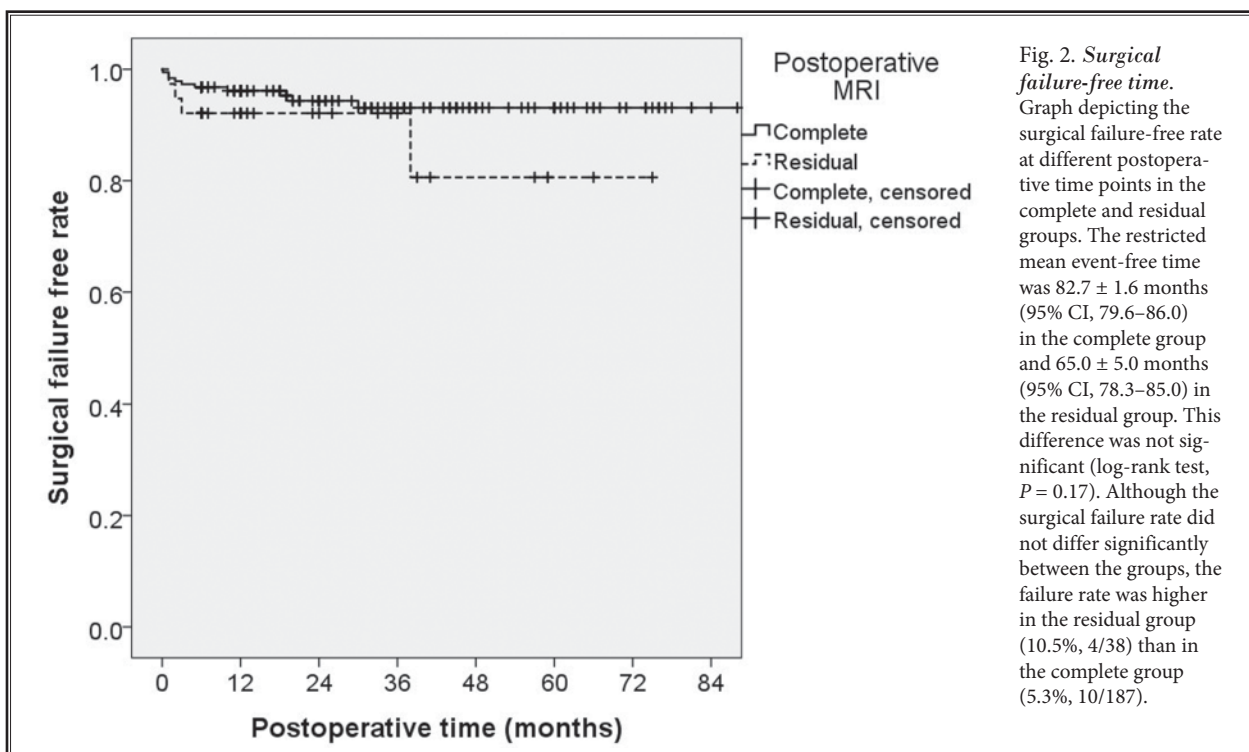 1.0
0.8
0.6
0.4
0.2
0.0
Surgical failure free rate
0 12 24 36 48 60 72 84
Postoperative time (months)
Postoperative
MRI
Complete
Residual
Complete, censored
Residual, censored
Fig. 2. Surgical
failure-free time.
Graph depicting the
surgical failure-free rate
at different postopera-
tive time points in the
complete and residual
groups. The restricted
mean event-free time
was 82.7 ± 1.6 months
(95% CI, 79.6–86.0)
in the complete group
and 65.0 ± 5.0 months
(95% CI, 78.3–85.0) in
the residual group. This
difference was not sig-
nificant (log-rank test,
P = 0.17). Although the
surgical failure rate did
not differ significantly
between the groups, the
failure rate was higher
in the residual group
(10.5%, 4/38) than in
the complete group
(5.3%, 10/187).